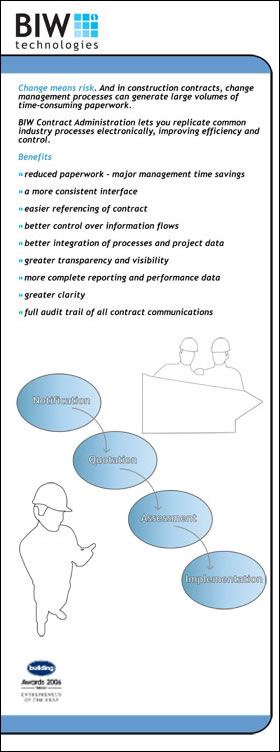 BIW
technologies
Change means risk. And in construction contracts, change
management processes can generate large volumes of
time-consuming paperwork.
BIW Contract Administration lets you replicate common
industry processes electronically, improving efficiency and
control.
Benefits
reduced paperwork - major management time savings
a more consistent interface
easier referencing of contract
better control over information flows
better integration of processes and project data
greater transparency and visibility
more complete reporting and performance data
greater clarity
full audit trail of all contract communications
Notification
Quotation
Assessment
Implementation
building
Awards 2006
ENTREPRENEUR
OF THE YEAR